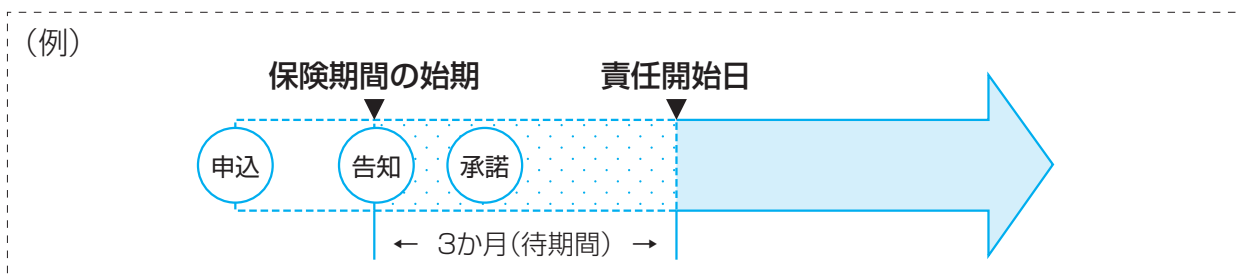 (例)
保険期間の始期 責任開始日
申込 告知 承諾
← 3か月(待期間) →